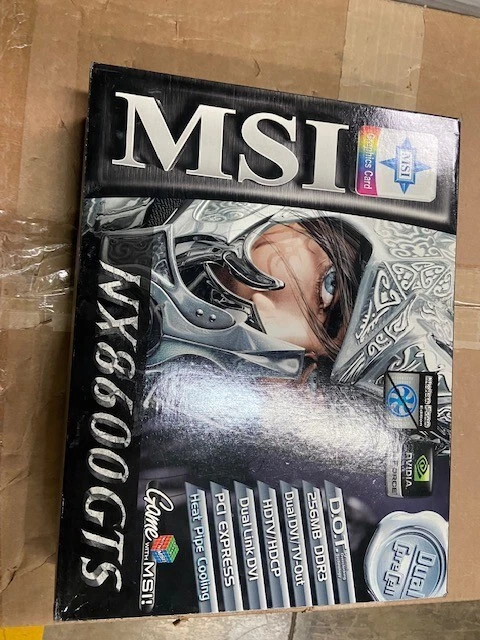 MSI
MSI
Graphics Card
NX8600GTS
NVIDIA
GEFORCE
D.O.T
256MB DDR3
Dual DVI TV-out
HDTV/HDCP
Dual Link DVI
PCI EXPRESS
Heat Pipe Cooling
Game WITH MSI!
Dual